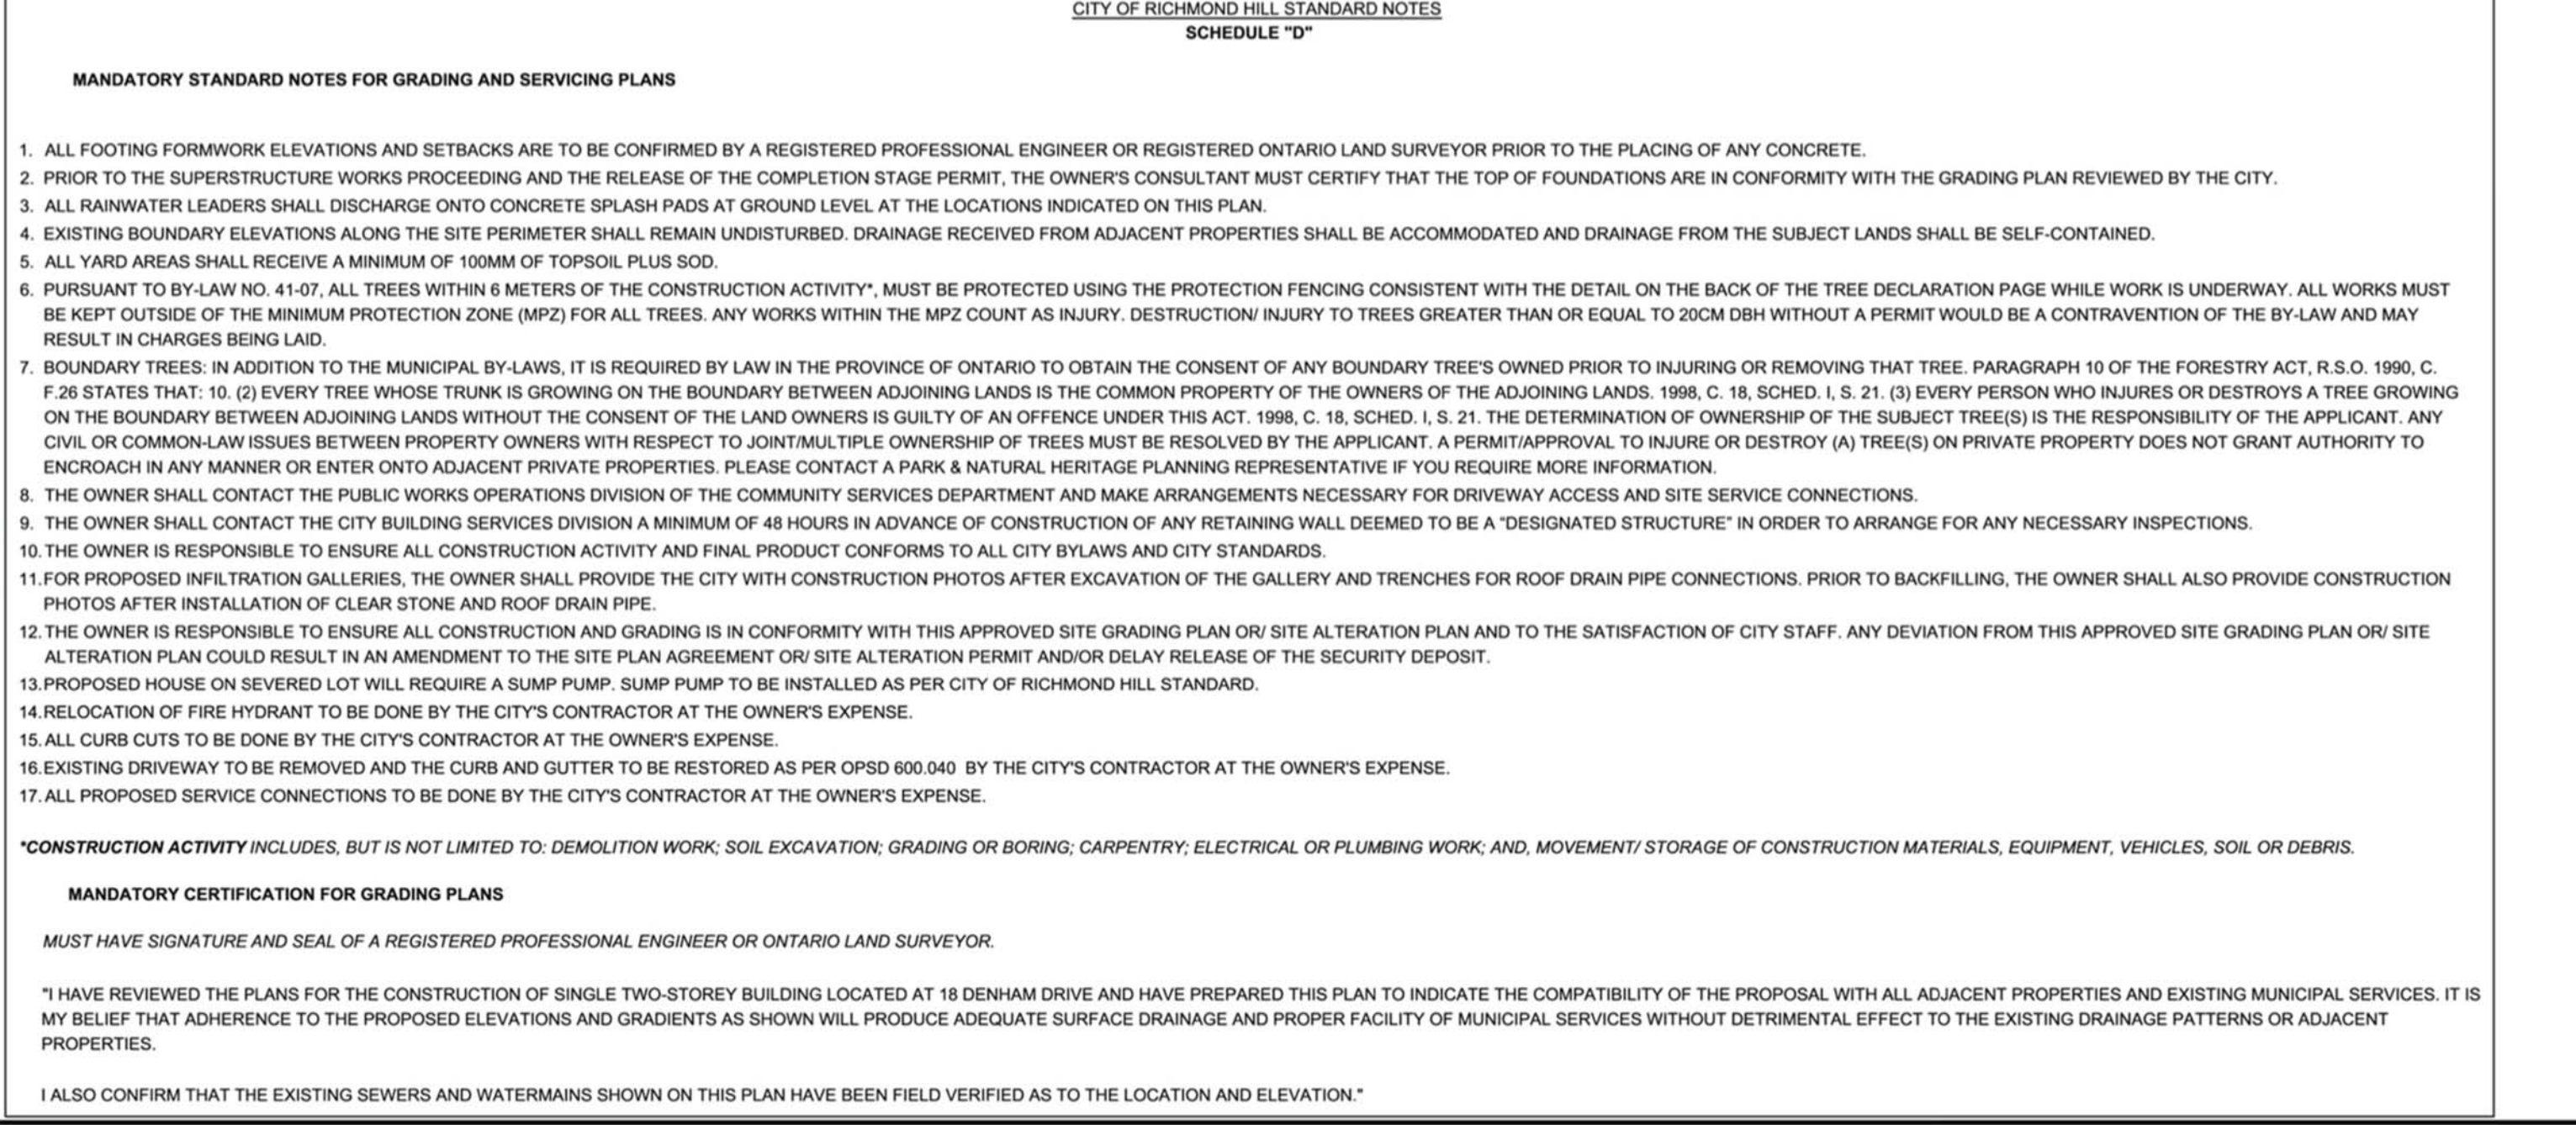 CITY OF RICHMOND HILL STANDARD NOTES
SCHEDULE "D"
MANDATORY STANDARD NOTES FOR GRADING AND SERVICING PLANS
1. ALL FOOTING FORMWORK ELEVATIONS AND SETBACKS ARE TO BE CONFIRMED BY A REGISTERED PROFESSIONAL ENGINEER OR REGISTERED ONTARIO LAND SURVEYOR PRIOR TO THE PLACING OF ANY CONCRETE.
2. PRIOR TO THE SUPERSTRUCTURE WORKS PROCEEDING AND THE RELEASE OF THE COMPLETION STAGE PERMIT, THE OWNER'S CONSULTANT MUST CERTIFY THAT THE TOP OF FOUNDATIONS ARE IN CONFORMITY WITH THE GRADING PLAN REVIEWED BY THE CITY.
3. ALL RAINWATER LEADERS SHALL DISCHARGE ONTO CONCRETE SPLASH PADS AT GROUND LEVEL AT THE LOCATIONS INDICATED ON THIS PLAN.
4. EXISTING BOUNDARY ELEVATIONS ALONG THE SITE PERIMETER SHALL REMAIN UNDISTURBED. DRAINAGE RECEIVED FROM ADJACENT PROPERTIES SHALL BE ACCOMMODATED AND DRAINAGE FROM THE SUBJECT LANDS SHALL BE SELF-CONTAINED.
5. ALL YARD AREAS SHALL RECEIVE A MINIMUM OF 100MM OF TOPSOIL PLUS SOD.
6. PURSUANT TO BY-LAW NO. 41-07, ALL TREES WITHIN 6 METERS OF THE CONSTRUCTION ACTIVITY*, MUST BE PROTECTED USING THE PROTECTION FENCING CONSISTENT WITH THE DETAIL ON THE BACK OF THE TREE DECLARATION PAGE WHILE WORK IS UNDERWAY. ALL WORKS MUST
BE KEPT OUTSIDE OF THE MINIMUM PROTECTION ZONE (MPZ) FOR ALL TREES. ANY WORKS WITHIN THE MPZ COUNT AS INJURY. DESTRUCTION/ INJURY TO TREES GREATER THAN OR EQUAL TO 20CM DBH WITHOUT A PERMIT WOULD BE A CONTRAVENTION OF THE BY-LAW AND MAY
RESULT IN CHARGES BEING LAID.
7. BOUNDARY TREES: IN ADDITION TO THE MUNICIPAL BY-LAWS, IT IS REQUIRED BY LAW IN THE PROVINCE OF ONTARIO TO OBTAIN THE CONSENT OF ANY BOUNDARY TREE'S OWNED PRIOR TO INJURING OR REMOVING THAT TREE. PARAGRAPH 10 OF THE FORESTRY ACT, R.S.O. 1990, C.
F.26 STATES THAT: 10. (2) EVERY TREE WHOSE TRUNK IS GROWING ON THE BOUNDARY BETWEEN ADJOINING LANDS IS THE COMMON PROPERTY OF THE OWNERS OF THE ADJOINING LANDS. 1998, C. 18, SCHED. I, S. 21. (3) EVERY PERSON WHO INJURES OR DESTROYS A TREE GROWING
ON THE BOUNDARY BETWEEN ADJOINING LANDS WITHOUT THE CONSENT OF THE LAND OWNERS IS GUILTY OF AN OFFENCE UNDER THIS ACT. 1998, C. 18, SCHED. I, S. 21. THE DETERMINATION OF OWNERSHIP OF THE SUBJECT TREE(S) IS THE RESPONSIBILITY OF THE APPLICANT. ANY
CIVIL OR COMMON-LAW ISSUES BETWEEN PROPERTY OWNERS WITH RESPECT TO JOINT/MULTIPLE OWNERSHIP OF TREES MUST BE RESOLVED BY THE APPLICANT. A PERMIT/APPROVAL TO INJURE OR DESTROY (A) TREE(S) ON PRIVATE PROPERTY DOES NOT GRANT AUTHORITY TO
ENCROACH IN ANY MANNER OR ENTER ONTO ADJACENT PRIVATE PROPERTIES. PLEASE CONTACT A PARK & NATURAL HERITAGE PLANNING REPRESENTATIVE IF YOU REQUIRE MORE INFORMATION.
8. THE OWNER SHALL CONTACT THE PUBLIC WORKS OPERATIONS DIVISION OF THE COMMUNITY SERVICES DEPARTMENT AND MAKE ARRANGEMENTS NECESSARY FOR DRIVEWAY ACCESS AND SITE SERVICE CONNECTIONS.
9. THE OWNER SHALL CONTACT THE CITY BUILDING SERVICES DIVISION A MINIMUM OF 48 HOURS IN ADVANCE OF CONSTRUCTION OF ANY RETAINING WALL DEEMED TO BE A "DESIGNATED STRUCTURE" IN ORDER TO ARRANGE FOR ANY NECESSARY INSPECTIONS.
10. THE OWNER IS RESPONSIBLE TO ENSURE ALL CONSTRUCTION ACTIVITY AND FINAL PRODUCT CONFORMS TO ALL CITY BYLAWS AND CITY STANDARDS.
11. FOR PROPOSED INFILTRATION GALLERIES, THE OWNER SHALL PROVIDE THE CITY WITH CONSTRUCTION PHOTOS AFTER EXCAVATION OF THE GALLERY AND TRENCHES FOR ROOF DRAIN PIPE CONNECTIONS. PRIOR TO BACKFILLING, THE OWNER SHALL ALSO PROVIDE CONSTRUCTION
PHOTOS AFTER INSTALLATION OF CLEAR STONE AND ROOF DRAIN PIPE.
12. THE OWNER IS RESPONSIBLE TO ENSURE ALL CONSTRUCTION AND GRADING IS IN CONFORMITY WITH THIS APPROVED SITE GRADING PLAN OR/ SITE ALTERATION PLAN AND TO THE SATISFACTION OF CITY STAFF. ANY DEVIATION FROM THIS APPROVED SITE GRADING PLAN OR/ SITE
ALTERATION PLAN COULD RESULT IN AN AMENDMENT TO THE SITE PLAN AGREEMENT OR/ SITE ALTERATION PERMIT AND/OR DELAY RELEASE OF THE SECURITY DEPOSIT.
13. PROPOSED HOUSE ON SEVERED LOT WILL REQUIRE A SUMP PUMP. SUMP PUMP TO BE INSTALLED AS PER CITY OF RICHMOND HILL STANDARD.
14. RELOCATION OF FIRE HYDRANT TO BE DONE BY THE CITY'S CONTRACTOR AT THE OWNER'S EXPENSE.
15. ALL CURB CUTS TO BE DONE BY THE CITY'S CONTRACTOR AT THE OWNER'S EXPENSE.
16. EXISTING DRIVEWAY TO BE REMOVED AND THE CURB AND GUTTER TO BE RESTORED AS PER OPSD 600.040 BY THE CITY'S CONTRACTOR AT THE OWNER'S EXPENSE.
17. ALL PROPOSED SERVICE CONNECTIONS TO BE DONE BY THE CITY'S CONTRACTOR AT THE OWNER'S EXPENSE.
*CONSTRUCTION ACTIVITY INCLUDES, BUT IS NOT LIMITED TO: DEMOLITION WORK; SOIL EXCAVATION; GRADING OR BORING; CARPENTRY; ELECTRICAL OR PLUMBING WORK; AND, MOVEMENT/ STORAGE OF CONSTRUCTION MATERIALS, EQUIPMENT, VEHICLES, SOIL OR DEBRIS.
MANDATORY CERTIFICATION FOR GRADING PLANS
MUST HAVE SIGNATURE AND SEAL OF A REGISTERED PROFESSIONAL ENGINEER OR ONTARIO LAND SURVEYOR.
"I HAVE REVIEWED THE PLANS FOR THE CONSTRUCTION OF SINGLE TWO-STOREY BUILDING LOCATED AT 18 DENHAM DRIVE AND HAVE PREPARED THIS PLAN TO INDICATE THE COMPATIBILITY OF THE PROPOSAL WITH ALL ADJACENT PROPERTIES AND EXISTING MUNICIPAL SERVICES. IT IS
MY BELIEF THAT ADHERENCE TO THE PROPOSED ELEVATIONS AND GRADIENTS AS SHOWN WILL PRODUCE ADEQUATE SURFACE DRAINAGE AND PROPER FACILITY OF MUNICIPAL SERVICES WITHOUT DETRIMENTAL EFFECT TO THE EXISTING DRAINAGE PATTERNS OR ADJACENT
PROPERTIES.
I ALSO CONFIRM THAT THE EXISTING SEWERS AND WATERMAINS SHOWN ON THIS PLAN HAVE BEEN FIELD VERIFIED AS TO THE LOCATION AND ELEVATION."